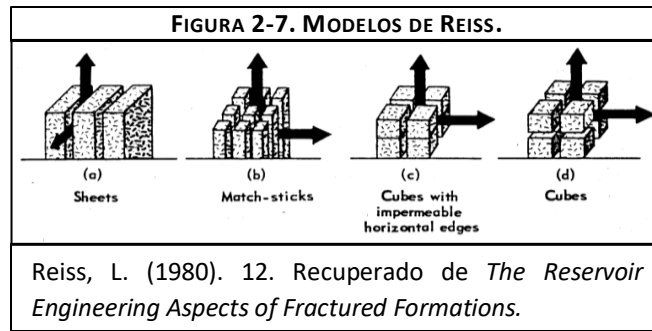 FIGURA 2-7. MODELOS DE REISS.
(a)
Sheets
(b)
Match-sticks
(c)
Cubes with
impermeable
horizontal edges
(d)
Cubes
Reiss, L. (1980). 12. Recuperado de The Reservoir
Engineering Aspects of Fractured Formations.